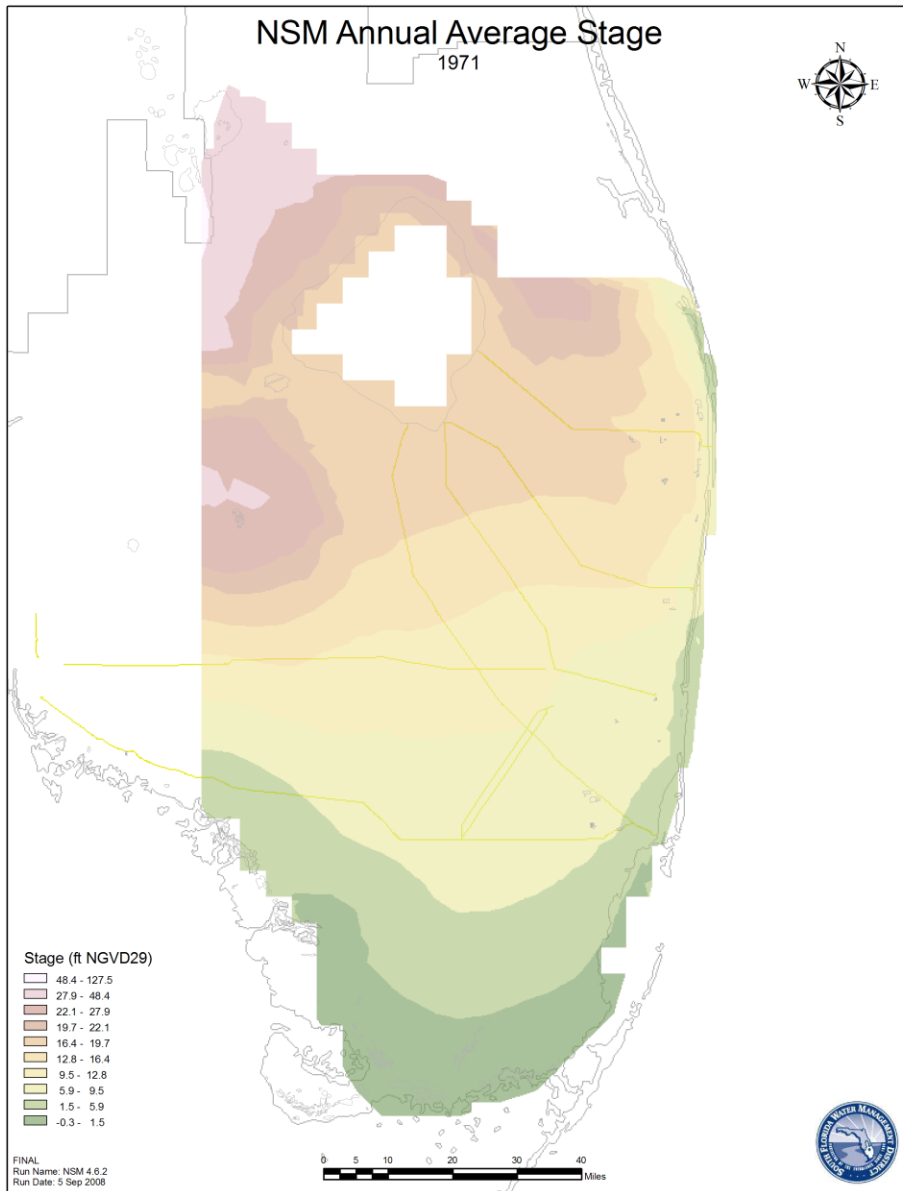 NSM Annual Average Stage
1971
N
W E
S
Stage (ft NGVD29)
48.4 - 127.5
27.9 - 48.4
22.1 - 27.9
19.7 - 22.1
16.4 - 19.7
12.8 - 16.4
9.5 - 12.8
5.9 - 9.5
1.5 - 5.9
-0.3 - 1.5
FINAL
Run Name: NSM 4.6.2
Run Date: 5 Sep 2008
0 5 10 20 30 40
Miles
SOUTH FLORIDA WATER MANAGEMENT DISTRICT